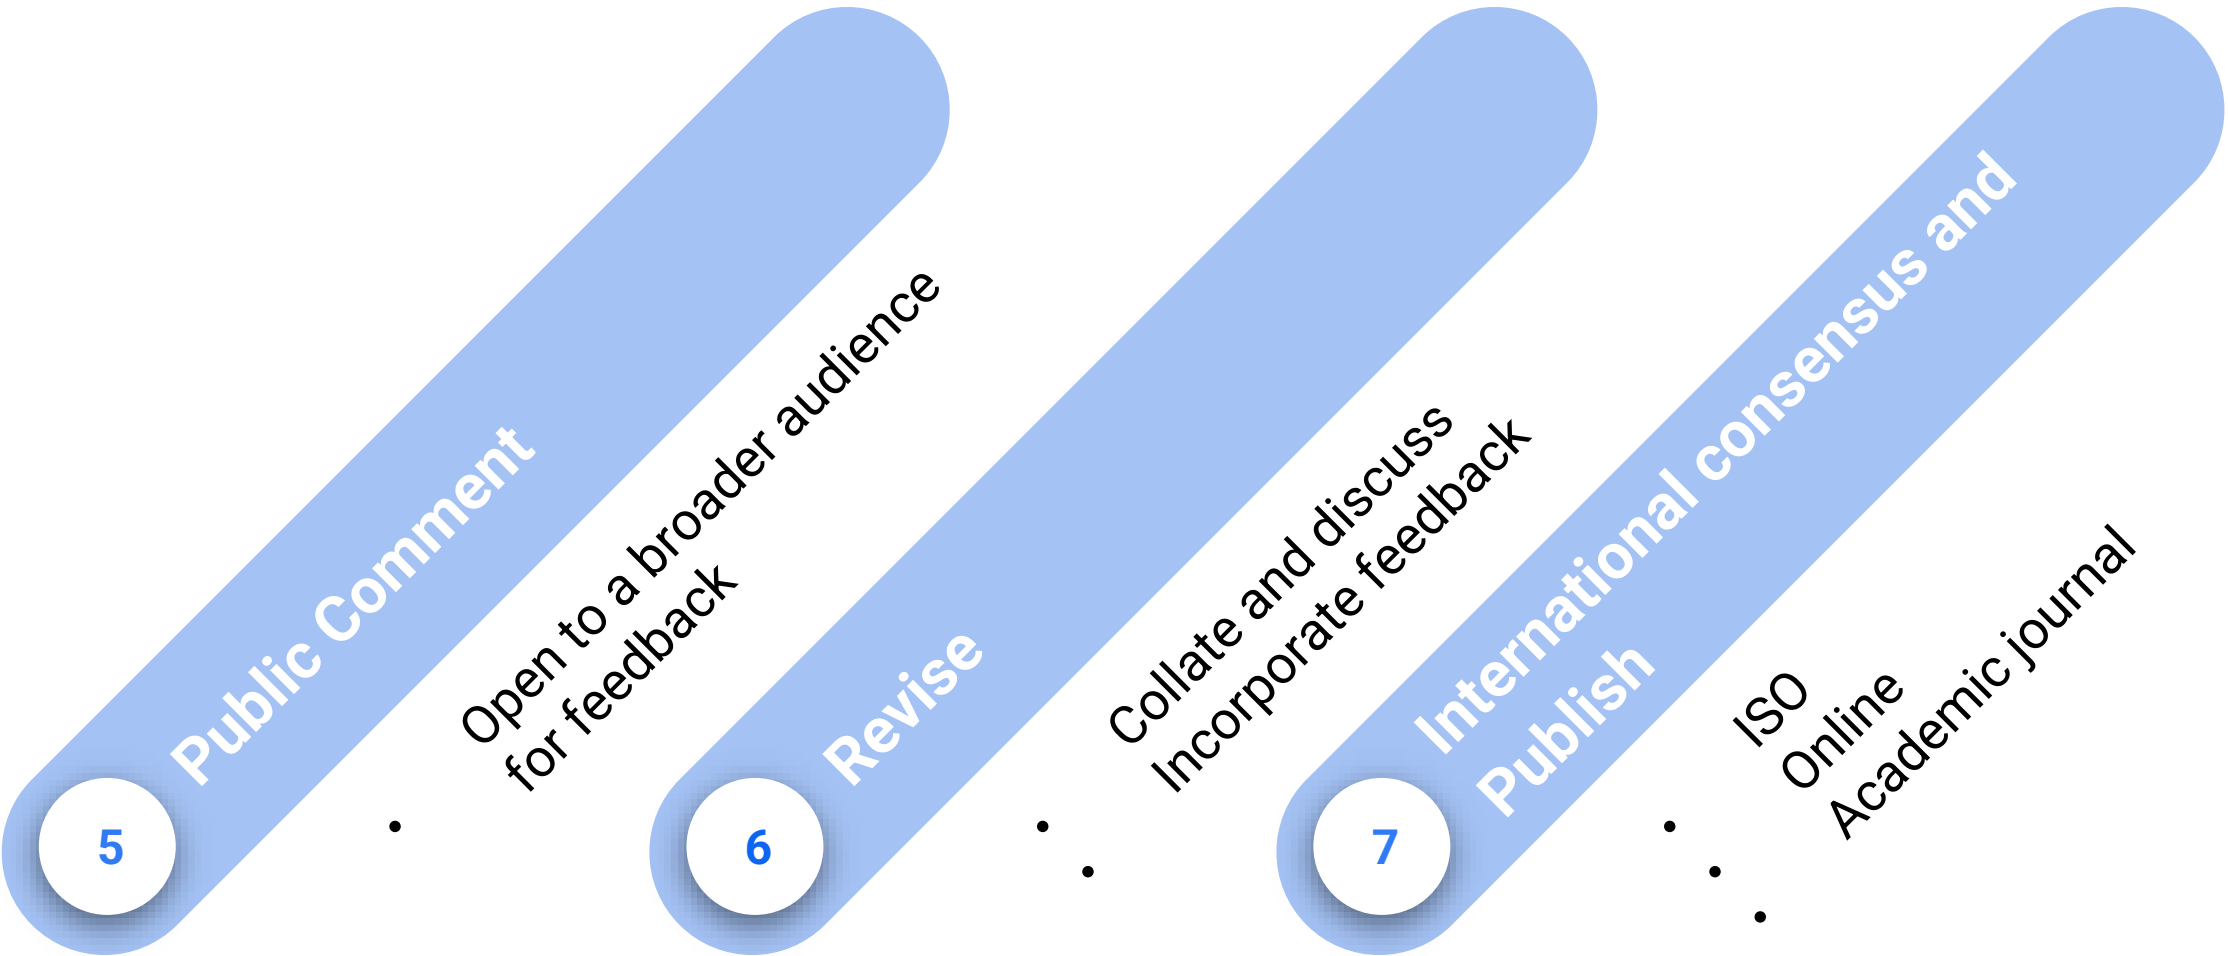 5
Public Comment
• Open to a broader audience
for feedback
6
Revise
• Collate and discuss
• Incorporate feedback
7
International consensus and
Publish
• ISO
• Online
• Academic journal